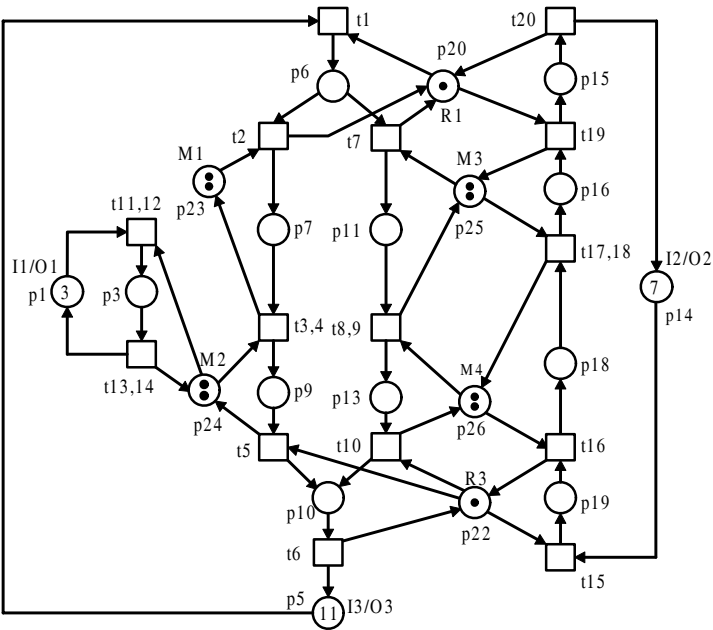 t1
t20
p20
p6
p15
R1
t2
t7
t19
M1
M3
p23
p25
p16
t11,12
p7
p11
t17,18
I1/O1
I2/O2
p1
3
p3
7
p14
t3,4
t8,9
M2
M4
t13,14
p18
p24
p9
p13
p26
t5
t10
t16
R3
p10
p22
p19
t6
t15
p5
11
I3/O3